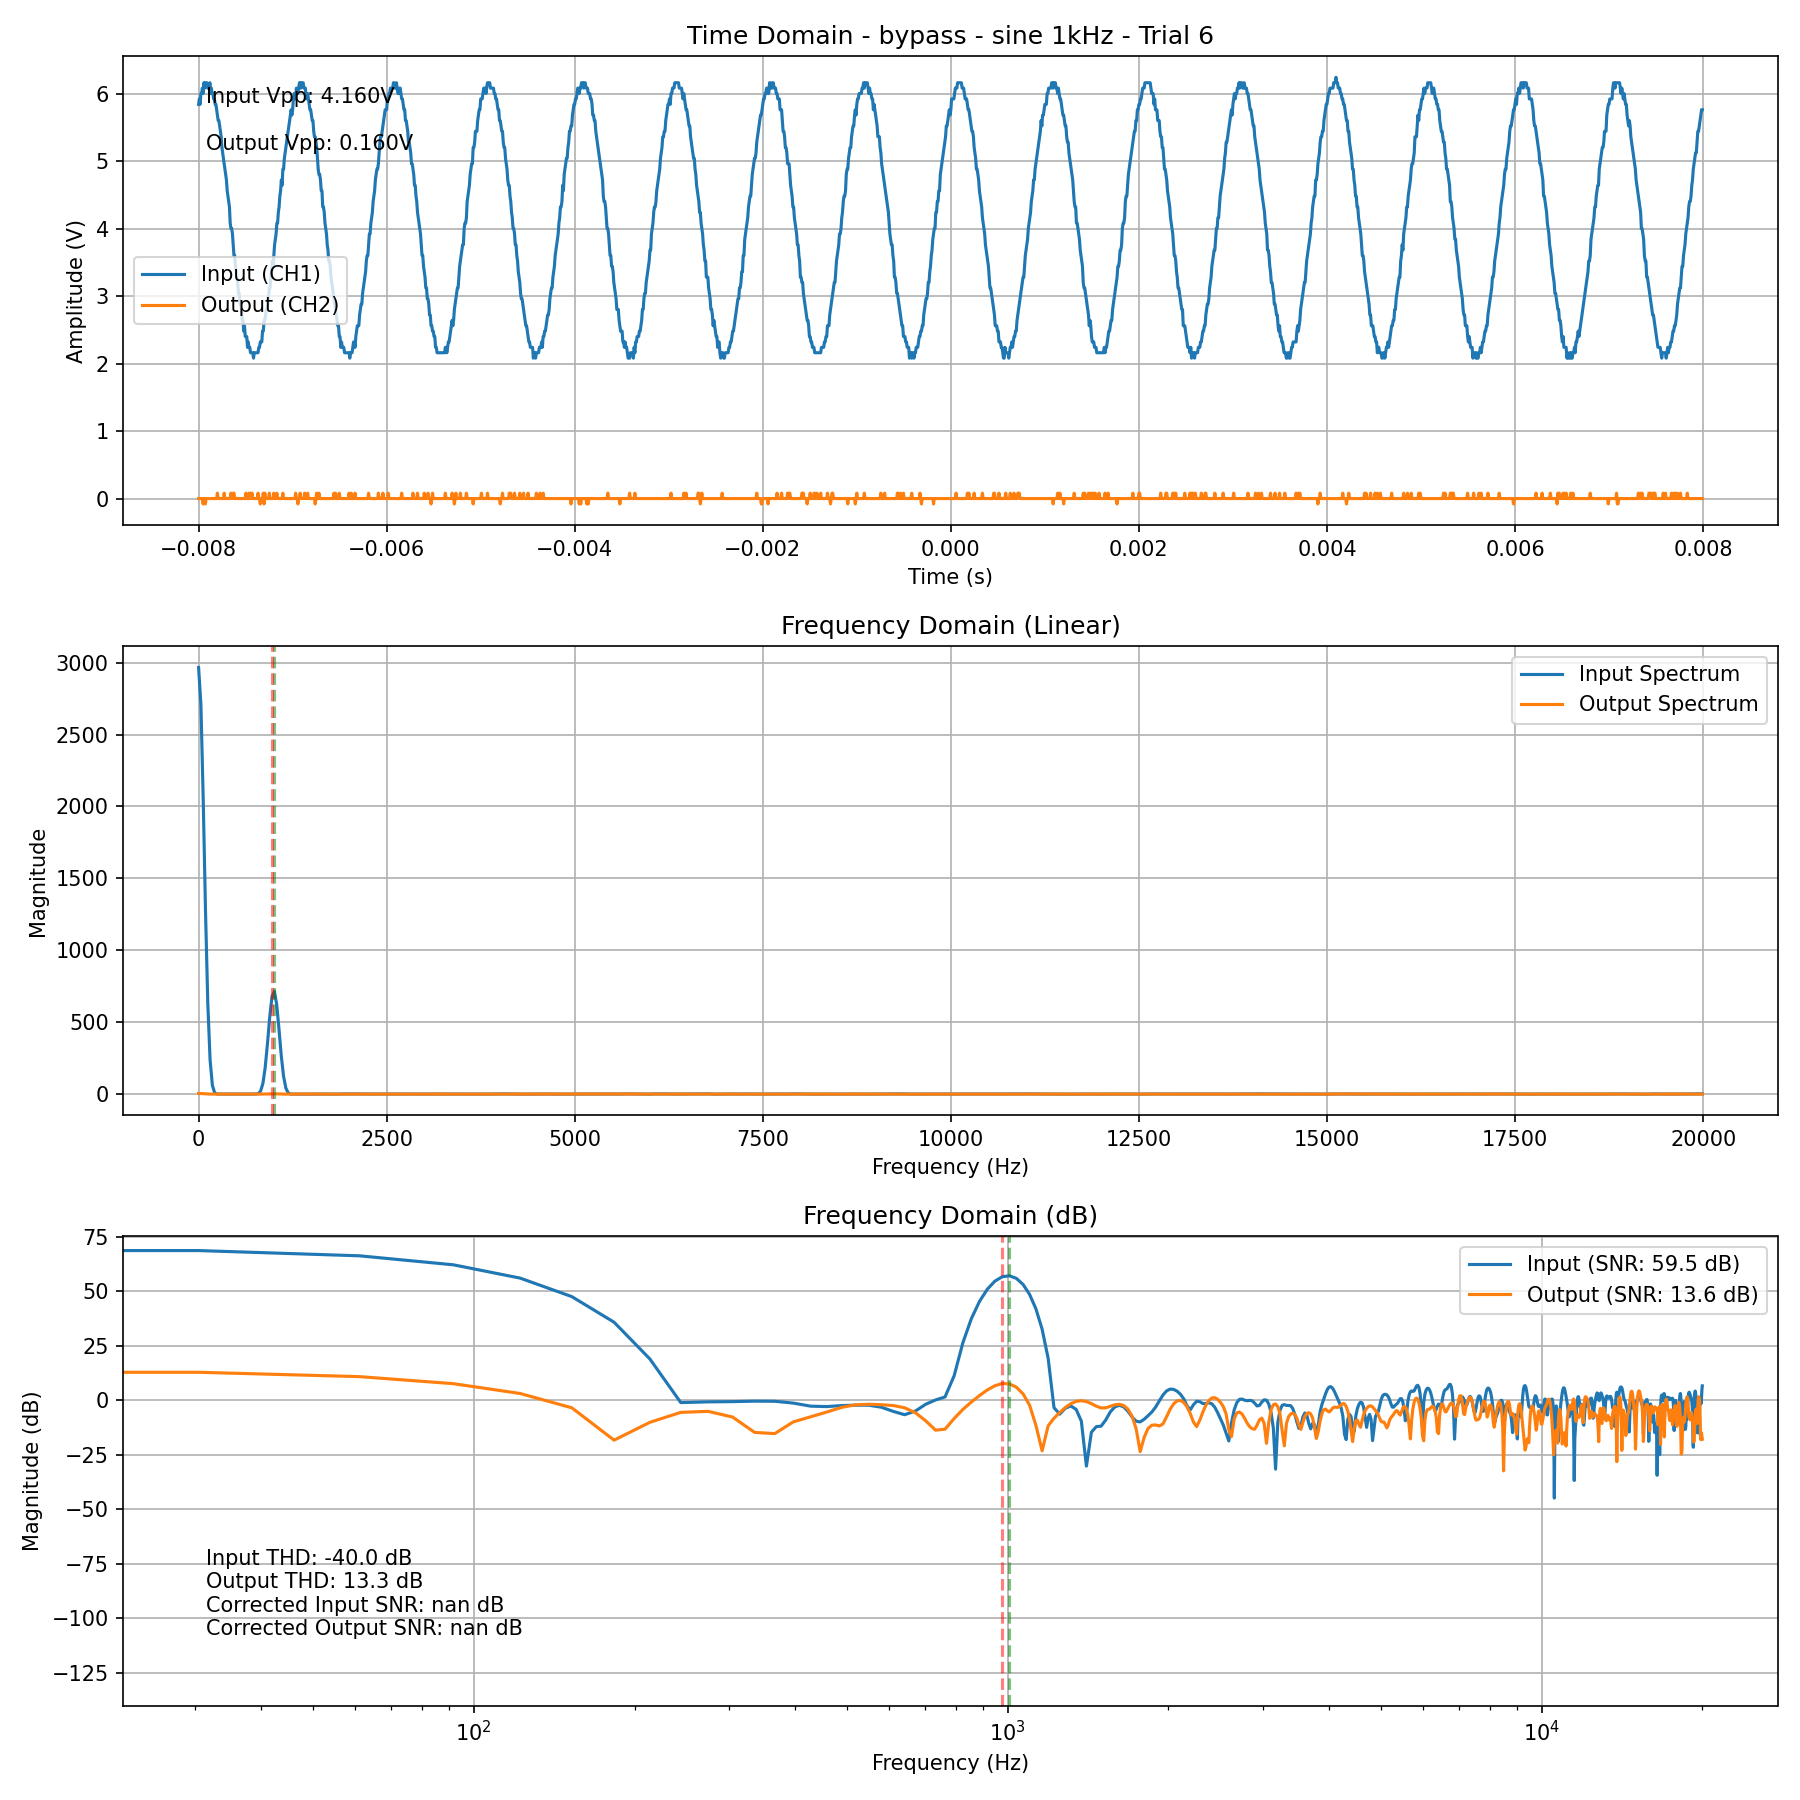 Time Domain - bypass - sine 1kHz - Trial 6
Input Vpp: 4.160V
Output Vpp: 0.160V
Input (CH1)
Output (CH2)
Amplitude (V)
6
5
4
3
2
1
0
−0.008
−0.006
−0.004
−0.002
0.000
0.002
0.004
0.006
0.008
Time (s)
Frequency Domain (Linear)
Input Spectrum
Output Spectrum
Magnitude
3000
2500
2000
1500
1000
500
0
0
2500
5000
7500
10000
12500
15000
17500
20000
Frequency (Hz)
Frequency Domain (dB)
Input (SNR: 59.5 dB)
Output (SNR: 13.6 dB)
Magnitude (dB)
75
50
25
0
−25
−50
−75
−100
−125
Input THD: -40.0 dB
Output THD: 13.3 dB
Corrected Input SNR: nan dB
Corrected Output SNR: nan dB
10²
10³
10⁴
Frequency (Hz)